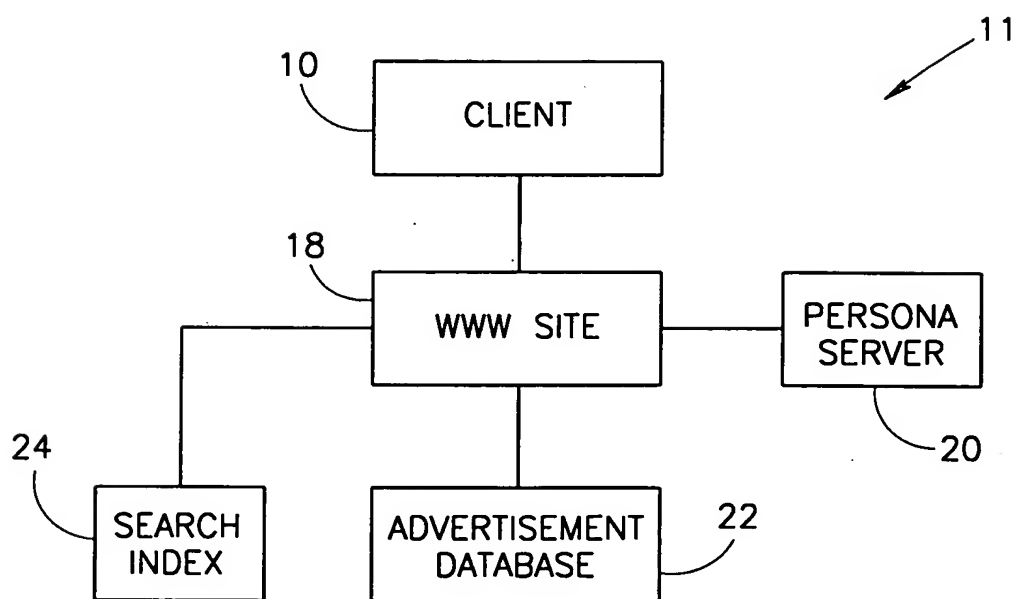 11
10
CLIENT
18
WWW SITE
PERSONA
SERVER
20
24
SEARCH
INDEX
ADVERTISEMENT
DATABASE
22